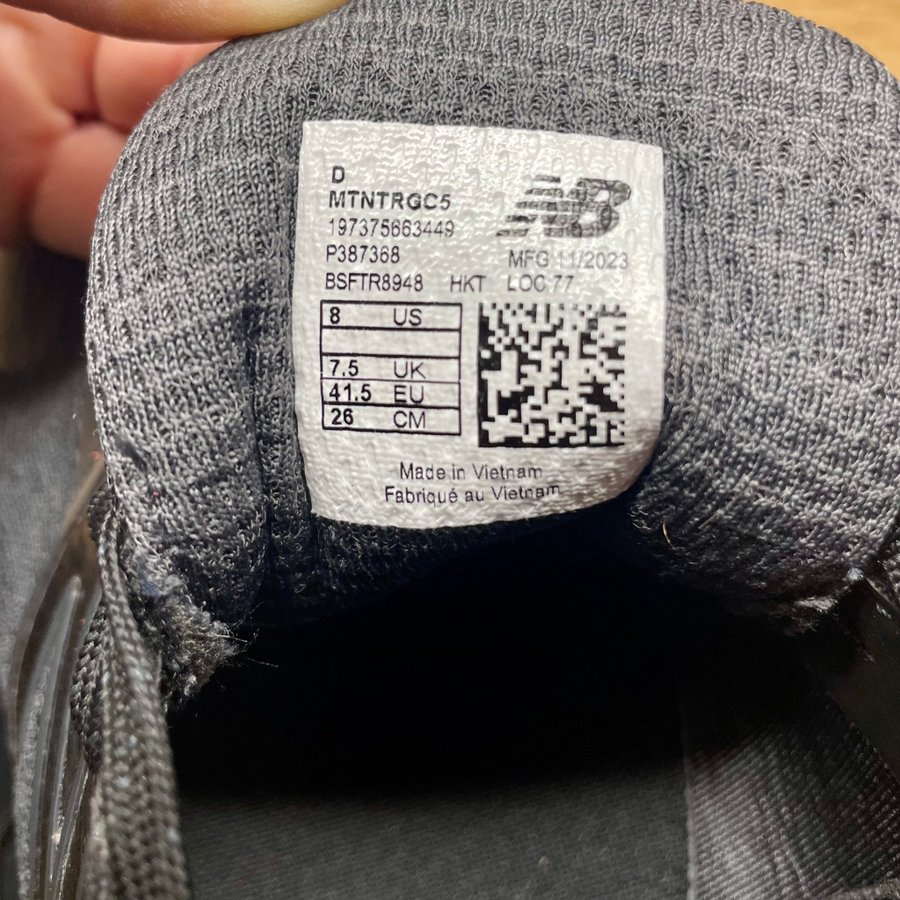 D
MTNTRGC5
197375663449
P387368
MFG 11/2023
BSFTR8948 HKT LOC 77
8 US
7.5 UK
41.5 EU
26 CM
Made in Vietnam
Fabriqué au Vietnam
NB